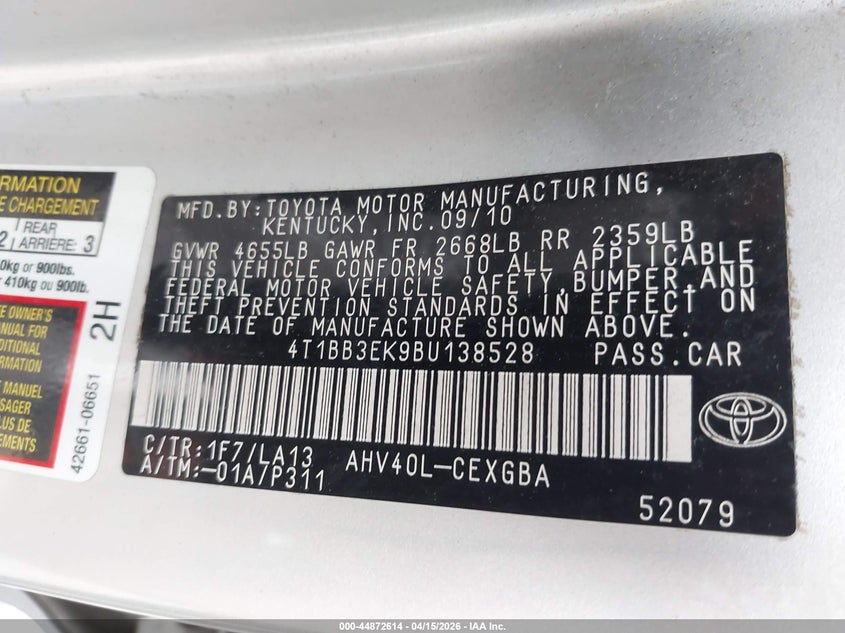 RMATION
E CHARGEMENT
2 | REAR
ARRIÈRE: 3
0kg or 900lbs.
r 410kg ou 900lb.
E OWNER'S
MANUAL FOR
DITIONAL
ORMATION
E MANUEL
SAGER
LUS DE
EMENTS
2H
42661-06651
MFD.BY:TOYOTA MOTOR MANUFACTURING,
KENTUCKY,INC.09/10
GVWR 4655LB GAWR FR 2668LB RR 2359LB
THIS VEHICLE CONFORMS TO ALL APPLICABLE
FEDERAL MOTOR VEHICLE SAFETY,BUMPER,AND
THEFT PREVENTION STANDARDS IN EFFECT ON
THE DATE OF MANUFACTURE SHOWN ABOVE.
4T1BB3EK9BU138528 PASS.CAR
C/TR:1F7/LA13
A/TM:-01A/P311
AHV40L-CEXGBA
52079
000-44872614 - 04/15/2026 - IAA Inc.